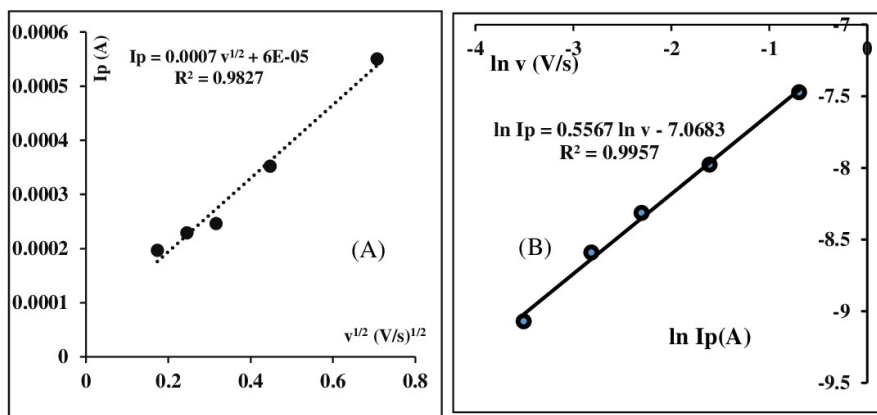 0.0006
0.0005
0.0004
0.0003
0.0002
0.0001
0
Ip (A)
Ip = 0.0007 v1/2 + 6E-05
R² = 0.9827
(A)
v1/2 (V/s)1/2
0
0.2
0.4
0.6
0.8
-4
-3
-2
-1
0
ln v (V/s)
ln Ip = 0.5567 ln v - 7.0683
R² = 0.9957
(B)
ln Ip(A)
-7
-7.5
-8
-8.5
-9
-9.5